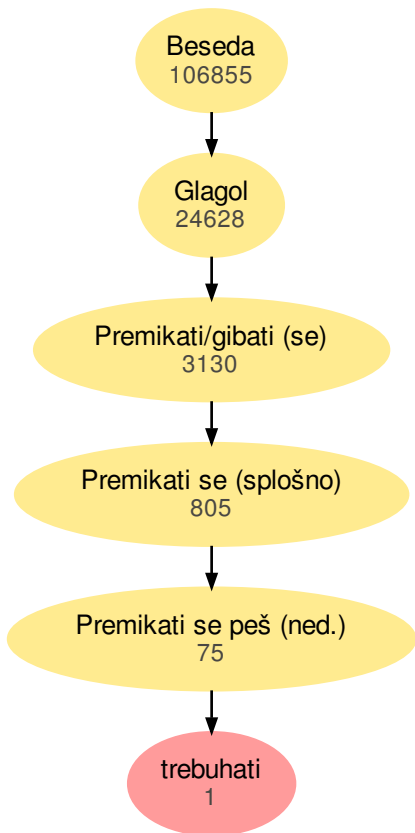 Beseda
106855
Glagol
24628
Premikati/gibati (se)
3130
Premikati se (splošno)
805
Premikati se peš (ned.)
75
trebuhati
1